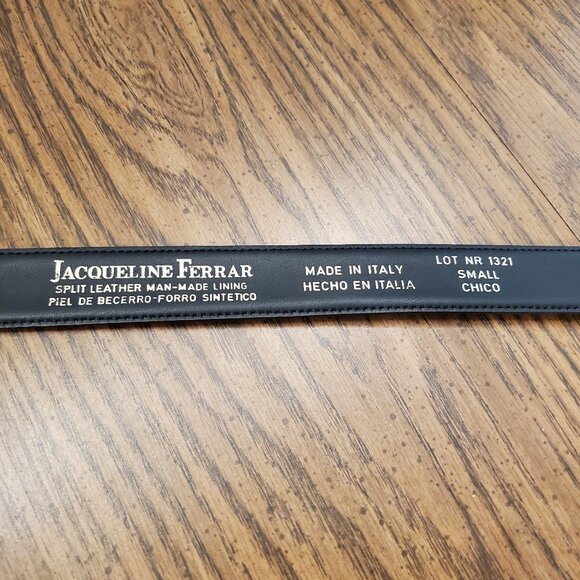 JACQUELINE FERRAR
SPLIT LEATHER MAN-MADE LINING
PIEL DE BECERRO-FORRO SINTETICO
MADE IN ITALY
HECHO EN ITALIA
LOT NR 1321
SMALL
CHICO